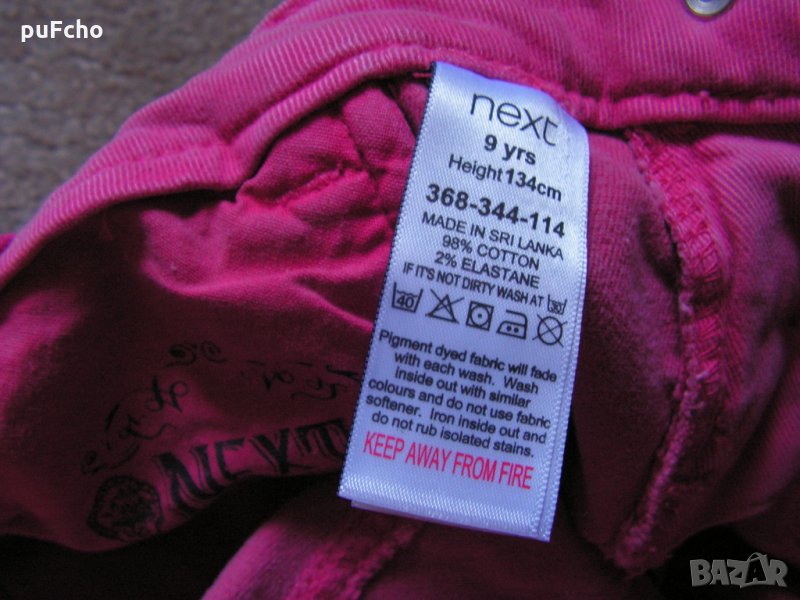 puFcho
next
9 yrs
Height 134cm
368-344-114
MADE IN SRI LANKA
98% COTTON
2% ELASTANE
IF IT'S NOT DIRTY WASH AT 30
40
Pigment dyed fabric will fade
with each wash. Wash
inside out with similar
colours and do not use fabric
softener. Iron inside out and
do not rub isolated stains.
KEEP AWAY FROM FIRE
NEXT
BAZAR